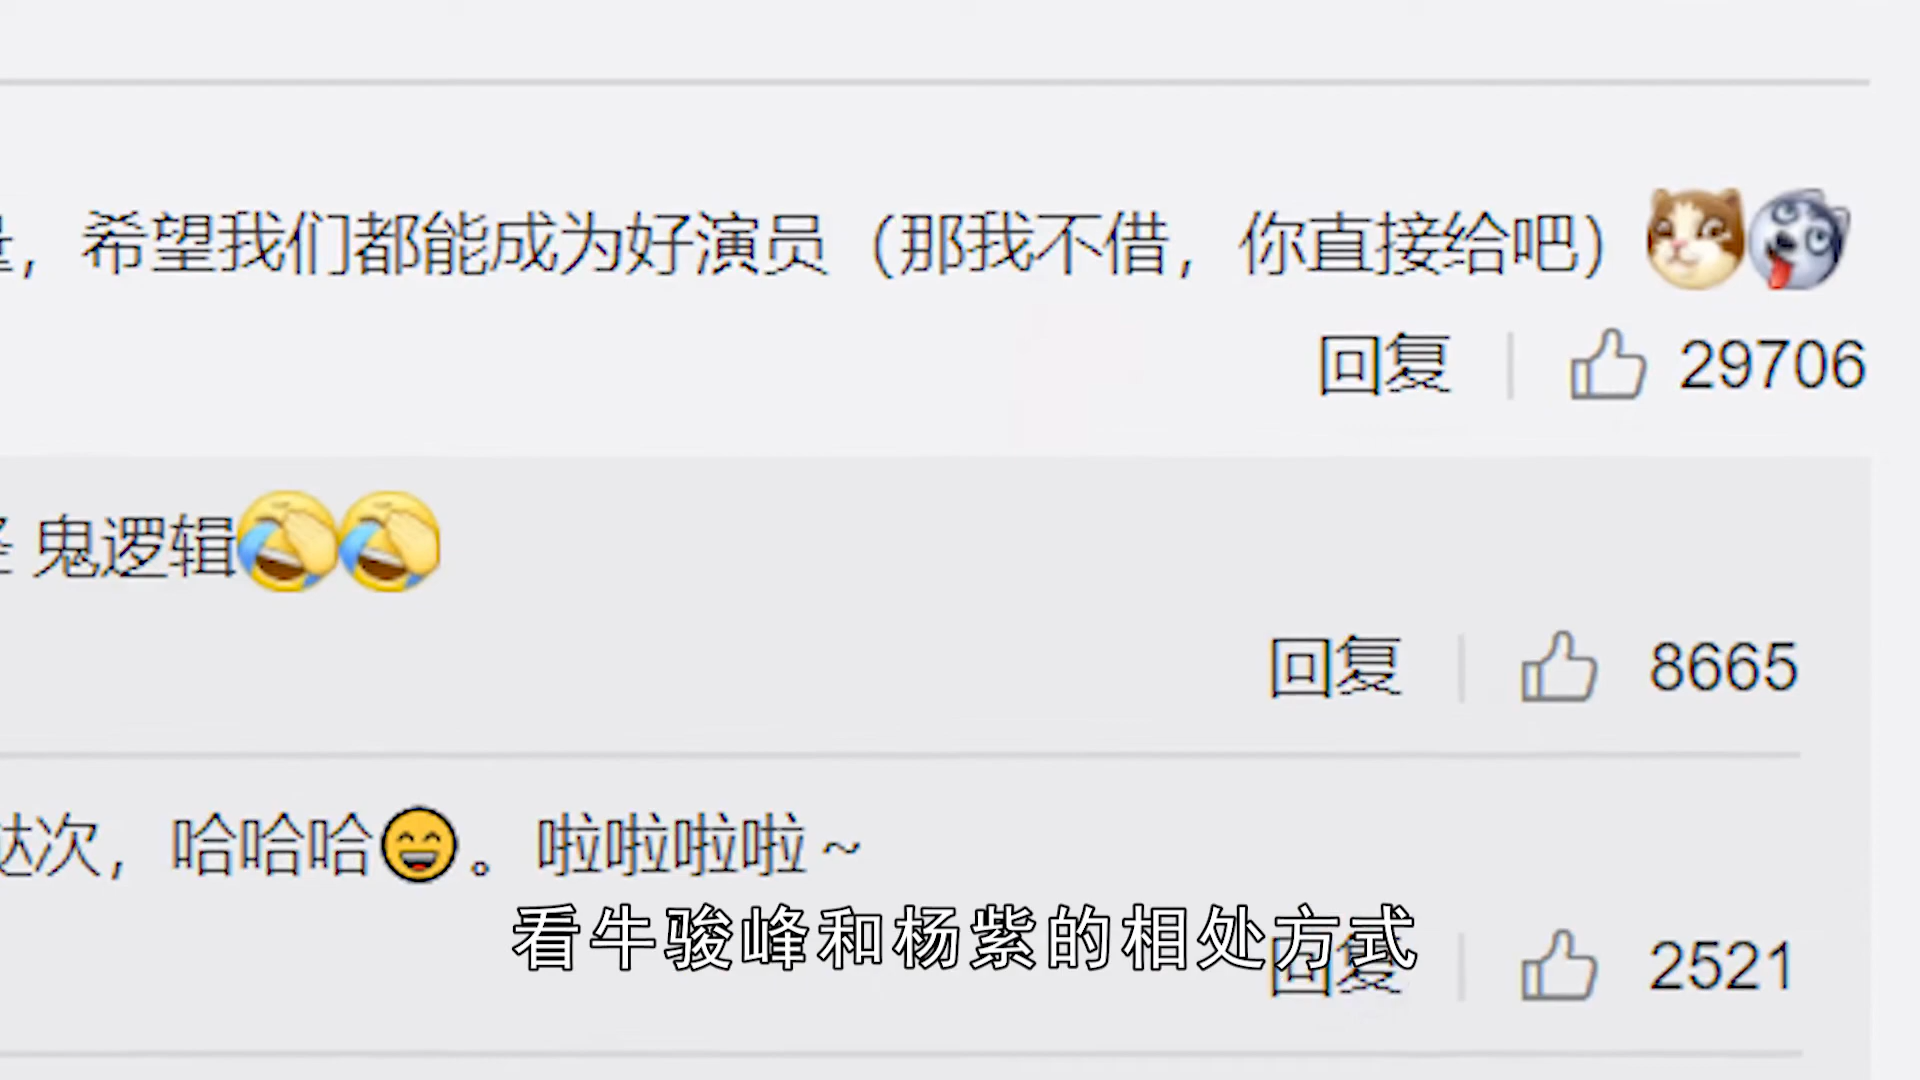 ，希望我们都能成为好演员（那我不借，你直接给吧）
回复 29706
鬼逻辑
回复 8665
次，哈哈哈。啦啦啦啦～
看牛骏峰和杨紫的相处方式
回复 2521